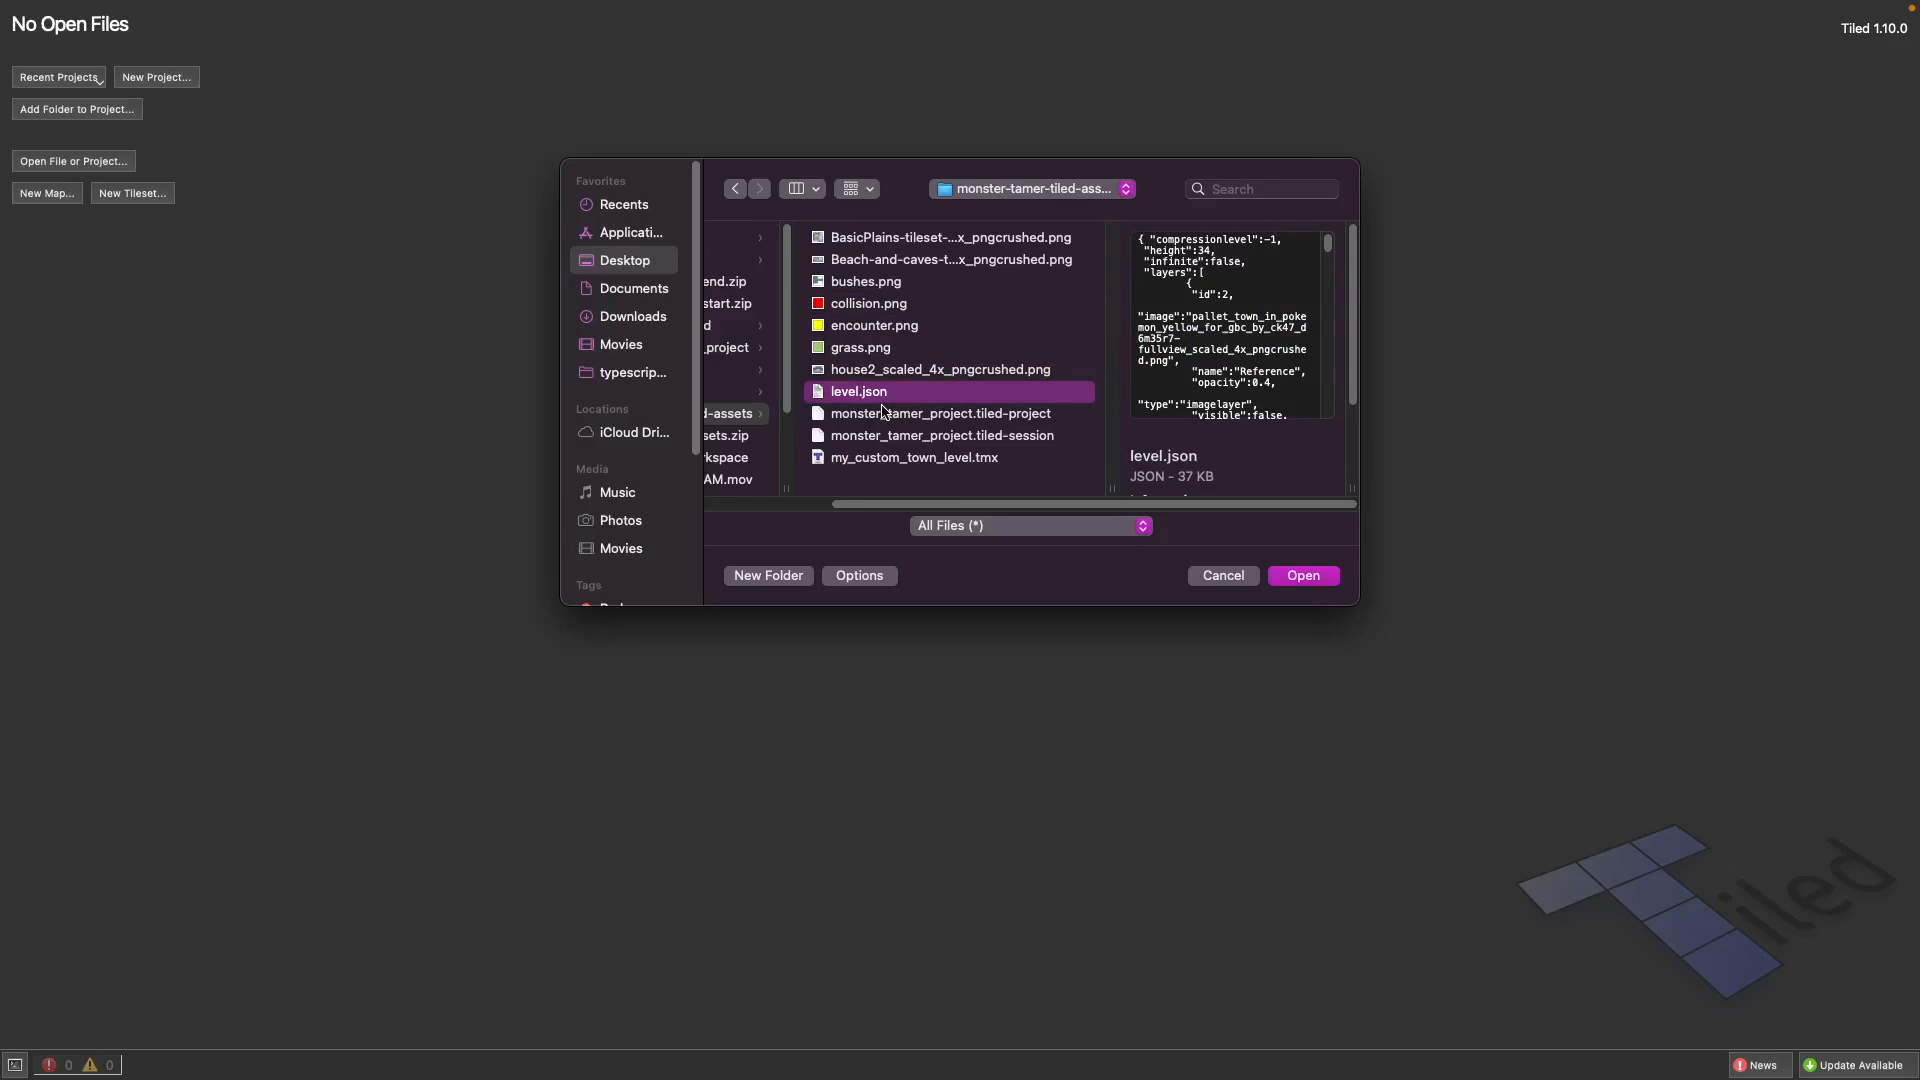 No Open Files
Tiled 1.10.0
Recent Projects
New Project...
Add Folder to Project...
Open File or Project...
New Map...
New Tileset...
Favorites
Recents
Applicati...
Desktop
Documents
Downloads
Movies
typescrip...
Locations
iCloud Dri...
Media
Music
Photos
Movies
Tags
monster-tamer-tiled-ass...
Search
end.zip
start.zip
d
_project
d-assets
sets.zip
rkspace
AM.mov
BasicPlains-tileset-...x_pngcrushed.png
Beach-and-caves-t...x_pngcrushed.png
bushes.png
collision.png
encounter.png
grass.png
house2_scaled_4x_pngcrushed.png
level.json
monster_tamer_project.tiled-project
monster_tamer_project.tiled-session
my_custom_town_level.tmx
{ "compressionlevel":-1,
"height":34,
"infinite":false,
"layers":[
{
"id":2,
"image":"pallet_town_in_poke
mon_yellow_for_gbc_by_ck47_d
6m35r7-
fullview_scaled_4x_pngcrushe
d.png",
"name":"Reference",
"opacity":0.4,
"type":"imagelayer",
"visible":false,
level.json
JSON - 37 KB
All Files (*)
New Folder
Options
Cancel
Open
Tiled
0
0
News
Update Available